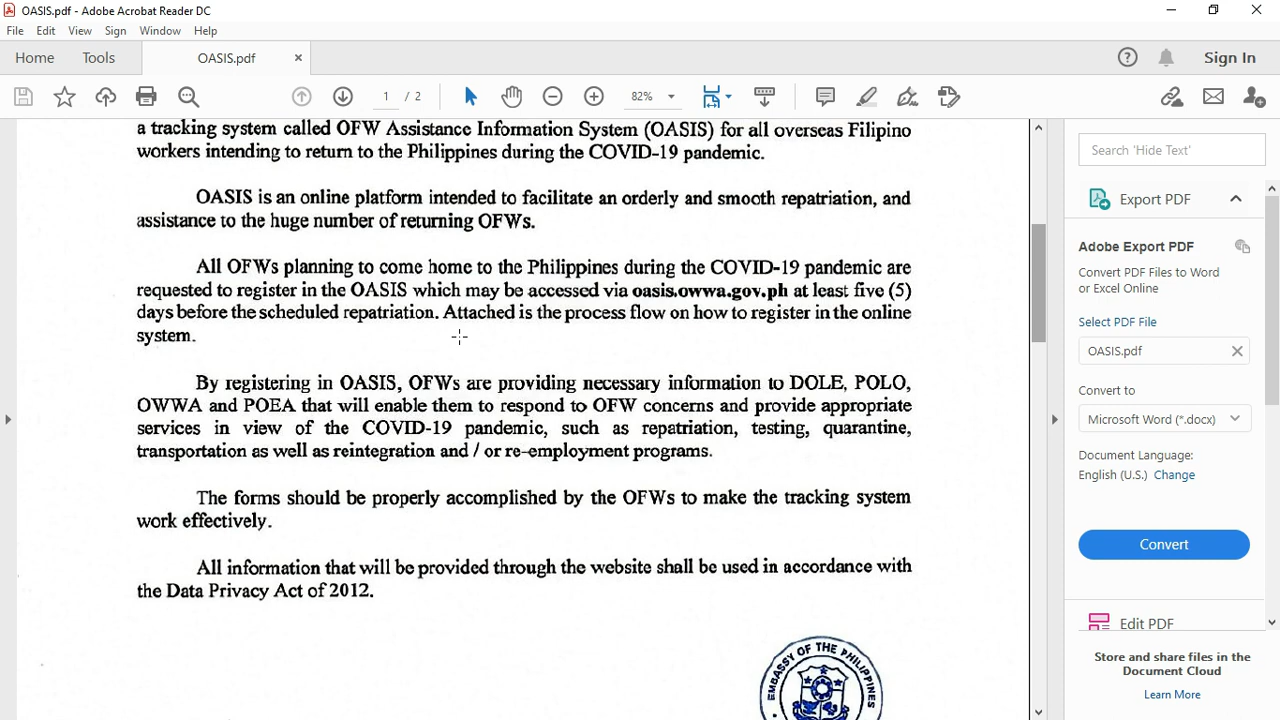 OASIS.pdf - Adobe Acrobat Reader DC
File Edit View Sign Window Help
Home Tools OASIS.pdf × Sign In
1 / 2 82%
a tracking system called OFW Assistance Information System (OASIS) for all overseas Filipino
workers intending to return to the Philippines during the COVID-19 pandemic.
OASIS is an online platform intended to facilitate an orderly and smooth repatriation, and
assistance to the huge number of returning OFWs.
All OFWs planning to come home to the Philippines during the COVID-19 pandemic are
requested to register in the OASIS which may be accessed via oasis.owwa.gov.ph at least five (5)
days before the scheduled repatriation. Attached is the process flow on how to register in the online
system.
By registering in OASIS, OFWs are providing necessary information to DOLE, POLO,
OWWA and POEA that will enable them to respond to OFW concerns and provide appropriate
services in view of the COVID-19 pandemic, such as repatriation, testing, quarantine,
transportation as well as reintegration and / or re-employment programs.
The forms should be properly accomplished by the OFWs to make the tracking system
work effectively.
All information that will be provided through the website shall be used in accordance with
the Data Privacy Act of 2012.
EMBASSY OF THE PHILIPPINES
Search 'Hide Text'
Export PDF
Adobe Export PDF
Convert PDF Files to Word
or Excel Online
Select PDF File
OASIS.pdf
Convert to
Microsoft Word (*.docx)
Document Language:
English (U.S.) Change
Convert
Edit PDF
Store and share files in the
Document Cloud
Learn More